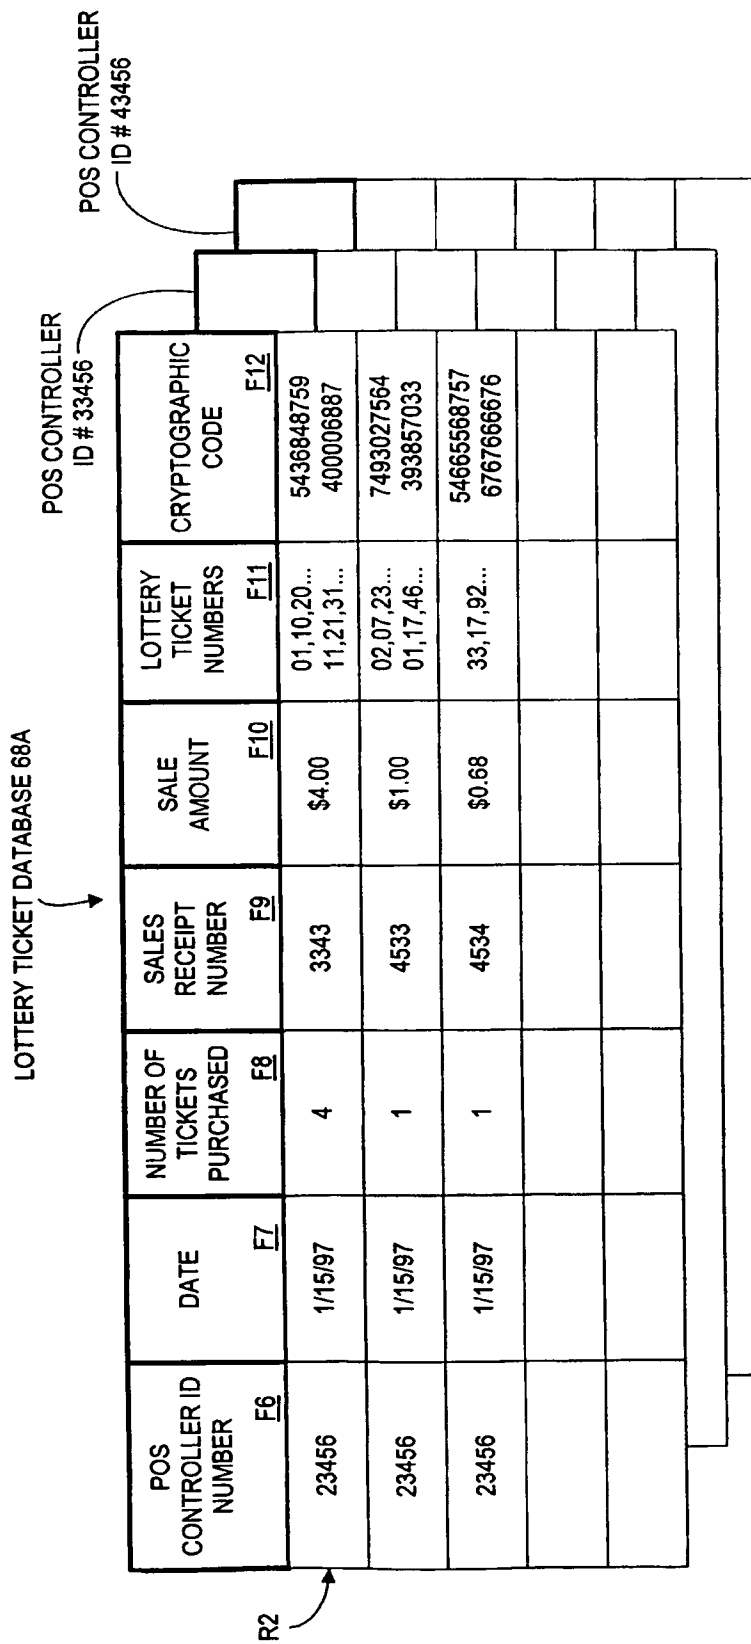 LOTTERY TICKET DATABASE 68A
POS CONTROLLER
ID # 33456
POS CONTROLLER
ID # 43456
POS
CONTROLLER ID
NUMBER
F6
DATE
F7
NUMBER OF
TICKETS
PURCHASED
F8
SALES
RECEIPT
NUMBER
F9
SALE
AMOUNT
F10
LOTTERY
TICKET
NUMBERS
F11
CRYPTOGRAPHIC
CODE
F12
R2
23456
1/15/97
4
3343
$4.00
01,10,20...
11,21,31...
5436848759
400006887
23456
1/15/97
1
4533
$1.00
02,07,23...
01,17,46...
7493027564
393857033
23456
1/15/97
1
4534
$0.68
33,17,92...
54665568757
6767666676